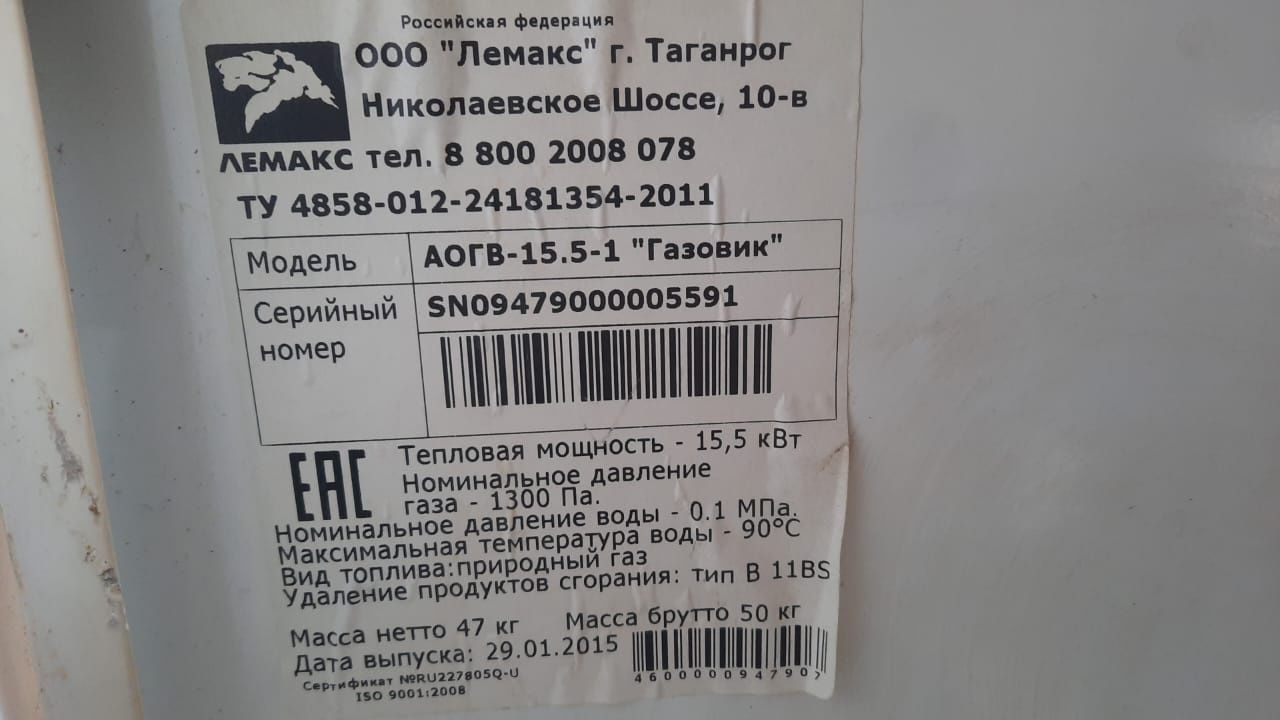 Российская федерация
ООО "Лемакс" г. Таганрог
Николаевское Шоссе, 10-в
ЛЕМАКС тел. 8 800 2008 078
ТУ 4858-012-24181354-2011
Модель АОГВ-15.5-1 "Газовик"
Серийный номер SN09479000005591
ЕАС Тепловая мощность - 15,5 кВт
Номинальное давление
газа - 1300 Па.
Номинальное давление воды - 0.1 МПа.
Максимальная температура воды - 90°С
Вид топлива:природный газ
Удаление продуктов сгорания: тип В 11BS
Масса нетто 47 кг Масса брутто 50 кг
Дата выпуска: 29.01.2015
Сертификат №RU227805Q-U
ISO 9001:2008
4600000947907